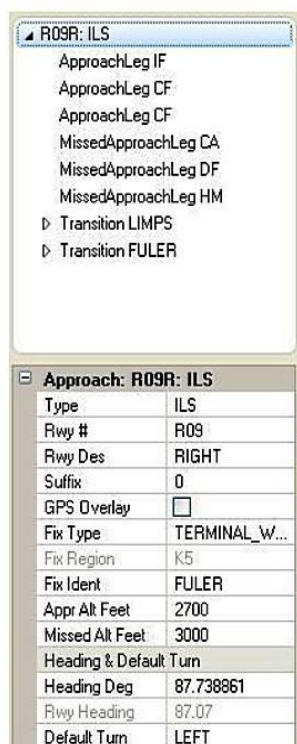 R09R: ILS
ApproachLeg IF
ApproachLeg CF
ApproachLeg CF
MissedApproachLeg CA
MissedApproachLeg DF
MissedApproachLeg HM
Transition LIMPS
Transition FULER
Approach: R09R: ILS
Type ILS
Rwy # R09
Rwy Des RIGHT
Suffix 0
GPS Overlay
Fix Type TERMINAL_W...
Fix Region K5
Fix Ident FULER
Appr Alt Feet 2700
Missed Alt Feet 3000
Heading & Default Turn
Heading Deg 87.738861
Rwy Heading 87.07
Default Turn LEFT